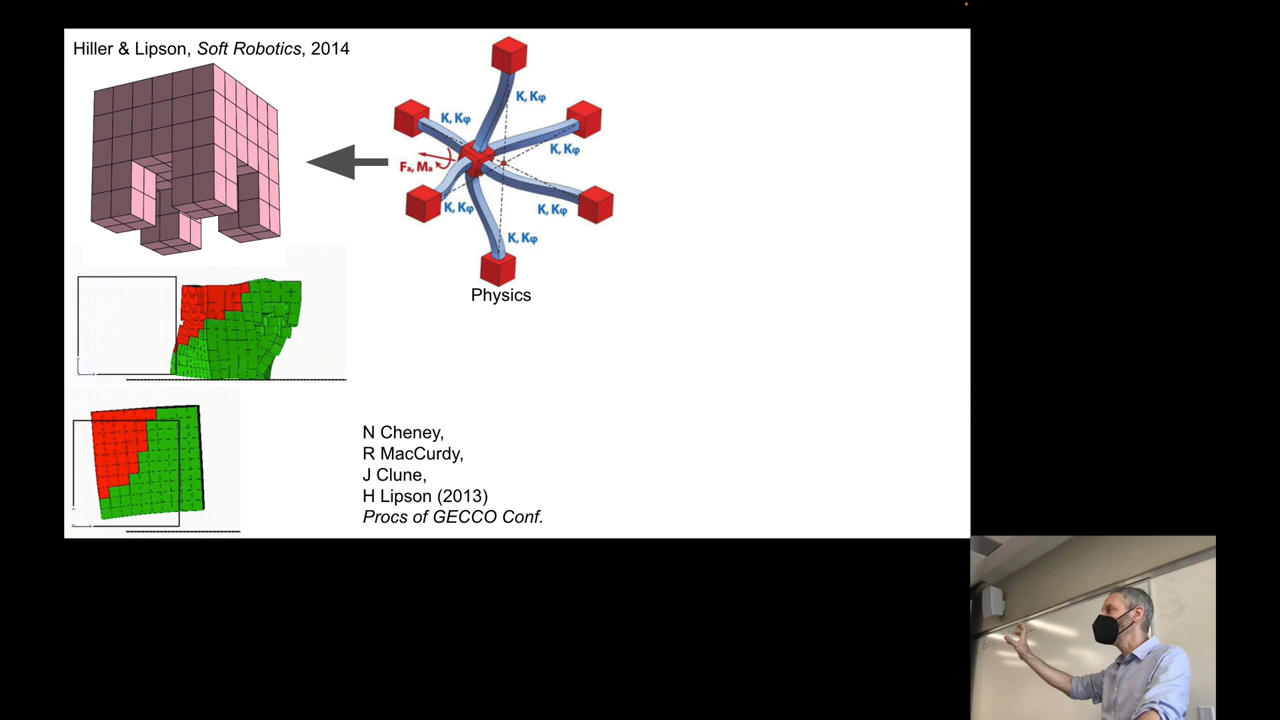 Hiller & Lipson, Soft Robotics, 2014
K, Kφ
K, Kφ
K, Kφ
Fₐ, Mₐ
K, Kφ
K, Kφ
K, Kφ
Physics
N Cheney,
R MacCurdy,
J Clune,
H Lipson (2013)
Procs of GECCO Conf.